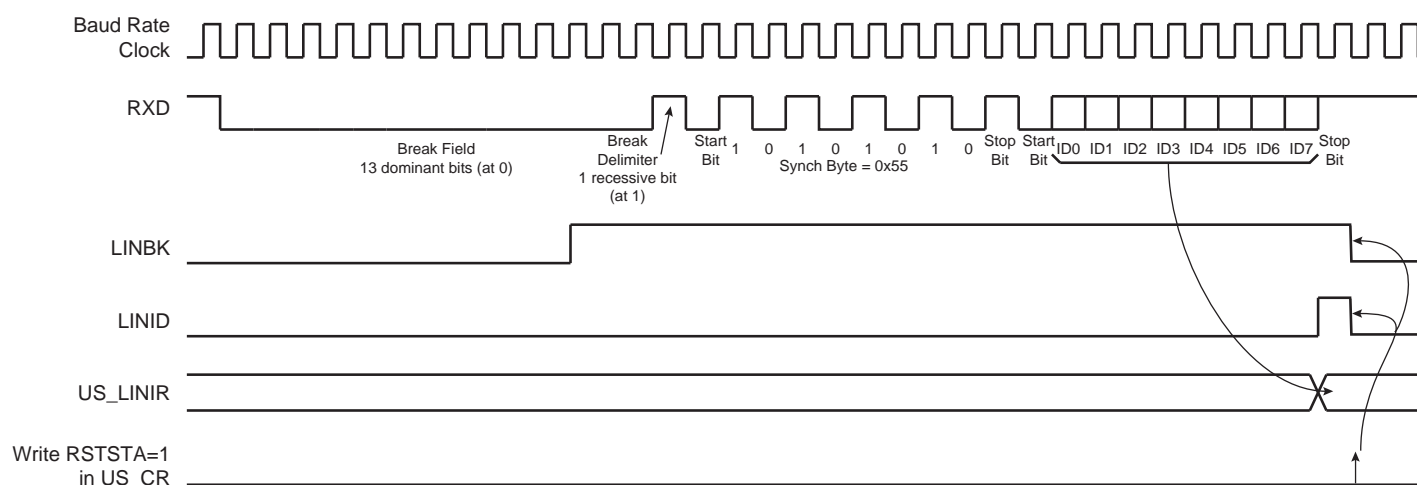 Baud Rate
Clock
RXD
Break Field
13 dominant bits (at 0)
Break
Delimiter
1 recessive bit
(at 1)
Start
Bit
1 0 1 0 1 0 1 0
Synch Byte = 0x55
Stop
Bit
Start
Bit
ID0 ID1 ID2 ID3 ID4 ID5 ID6 ID7
Stop
Bit
LINBK
LINID
US_LINIR
Write RSTSTA=1
in US_CR